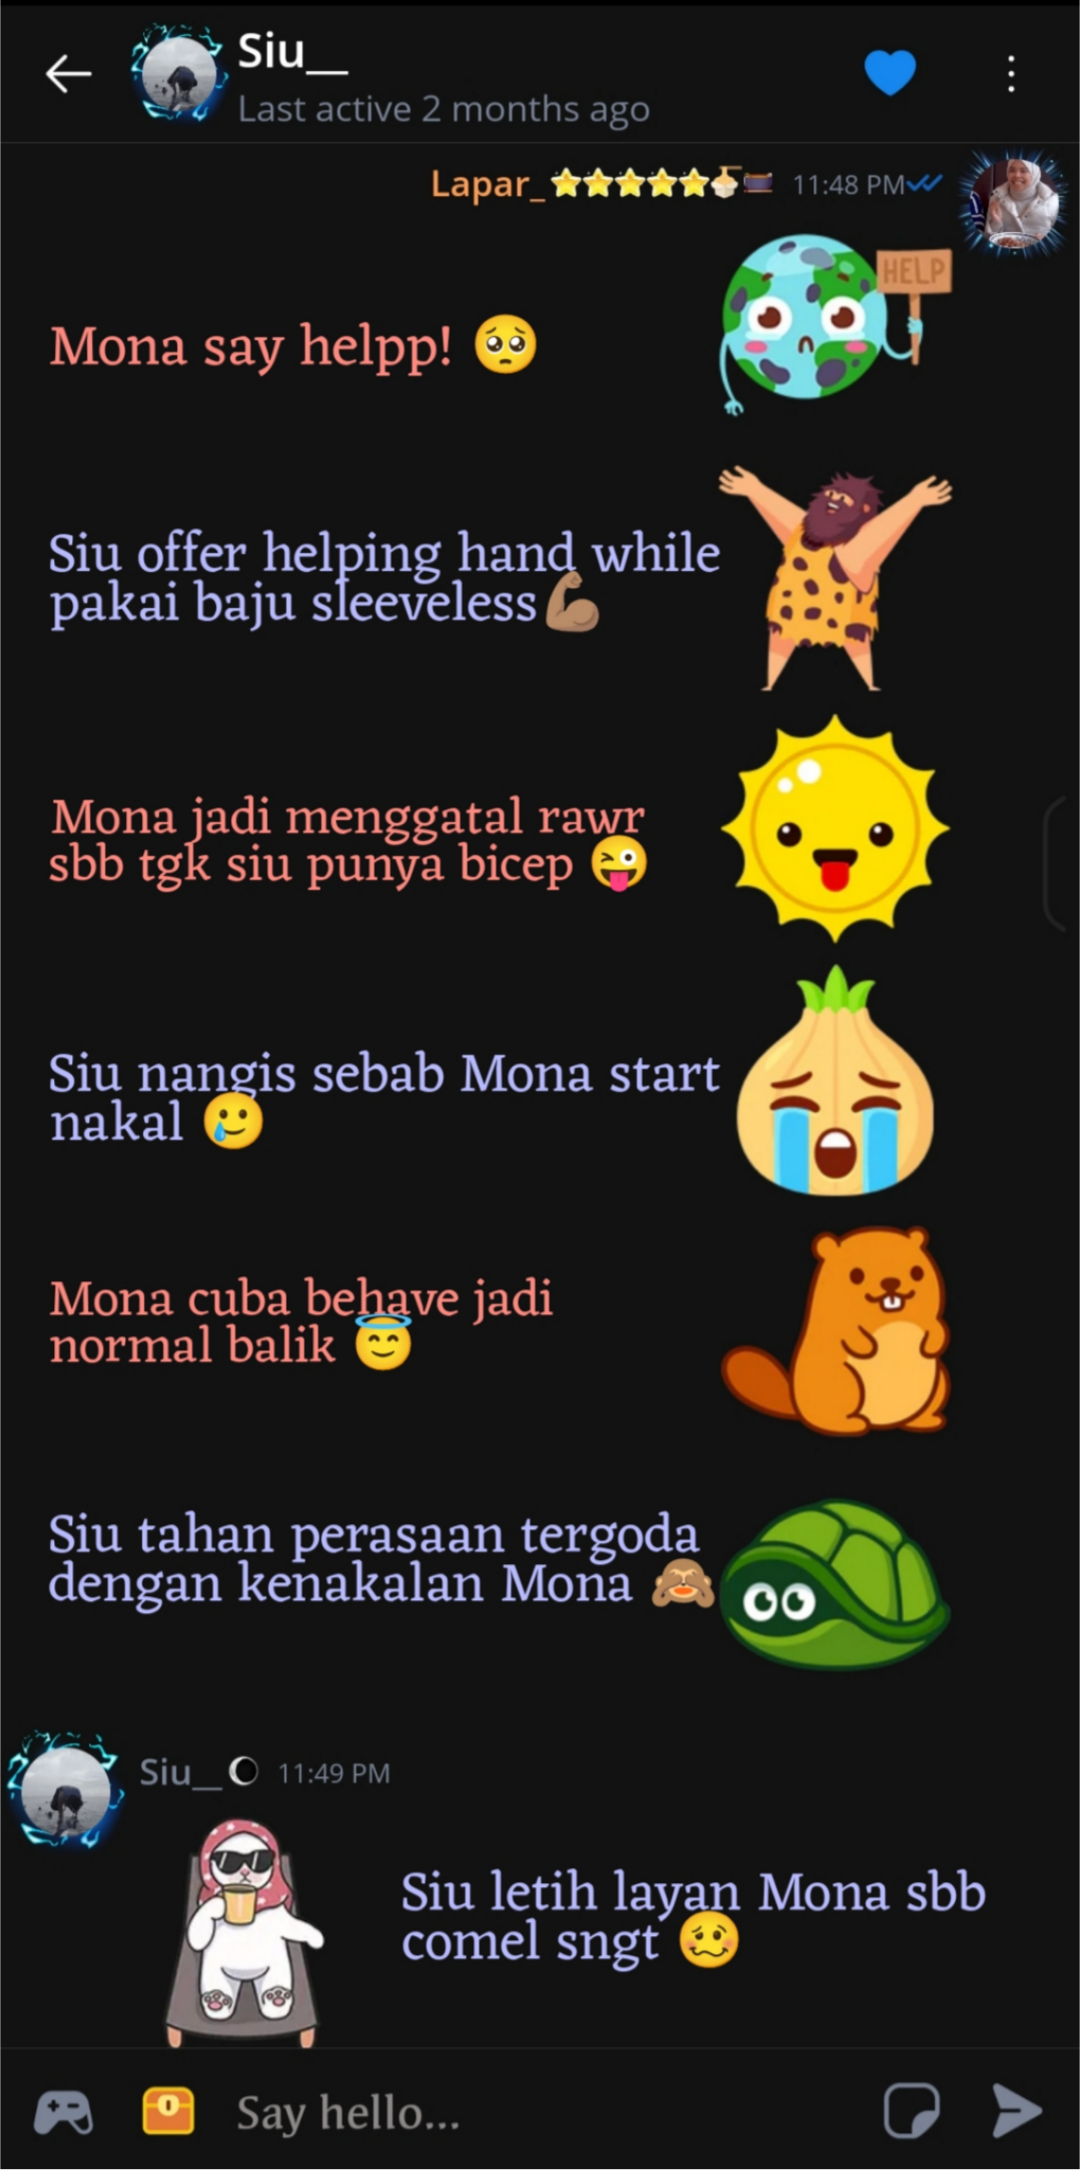 Siu__
Last active 2 months ago
Lapar_⭐⭐⭐⭐⭐ 11:48 PM
HELP
Mona say helpp! 🥺
Siu offer helping hand while
pakai baju sleeveless💪🏽
Mona jadi menggatal rawr
sbb tgk siu punya bicep 😜
Siu nangis sebab Mona start
nakal 🥲
Mona cuba behave jadi
normal balik 😇
Siu tahan perasaan tergoda
dengan kenakalan Mona 🙈
Siu__ 11:49 PM
Siu letih layan Mona sbb
comel sngt 🥴
Say hello...